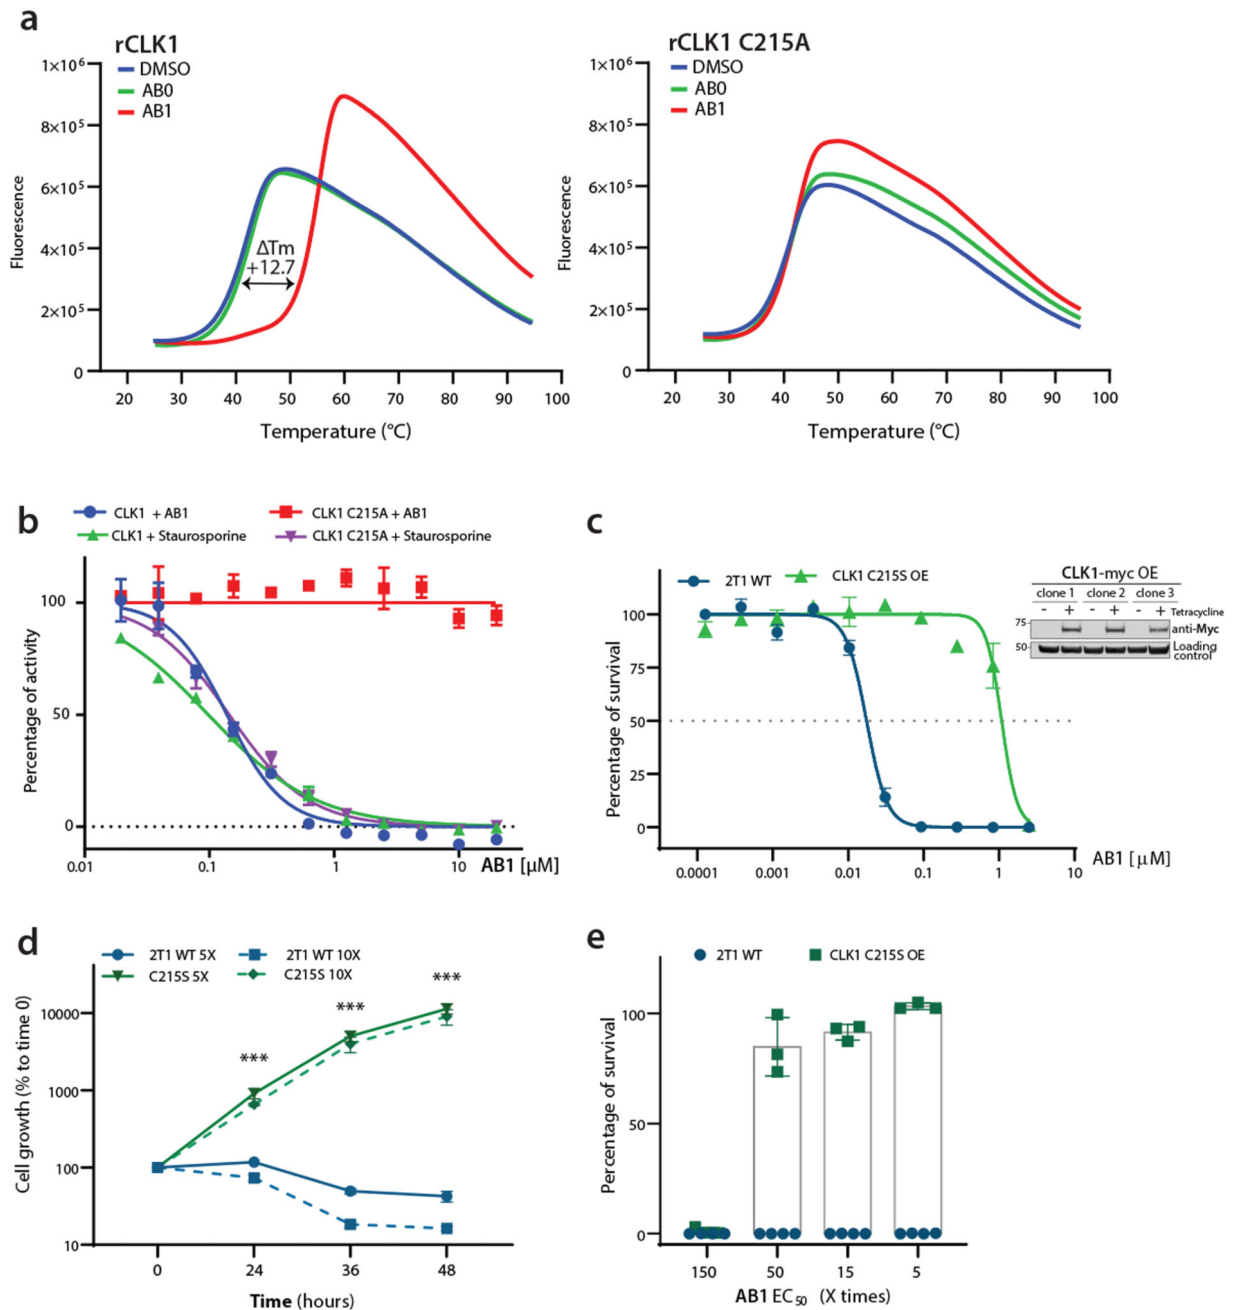 a
rCLK1
DMSO
AB0
AB1
1×10⁶
8×10⁵
6×10⁵
4×10⁵
2×10⁵
0
Fluorescence
ΔTm
+12.7
20 30 40 50 60 70 80 90 100
Temperature (°C)
rCLK1 C215A
DMSO
AB0
AB1
1×10⁶
8×10⁵
6×10⁵
4×10⁵
2×10⁵
0
Fluorescence
20 30 40 50 60 70 80 90 100
Temperature (°C)
b
CLK1 + AB1
CLK1 C215A + AB1
CLK1 + Staurosporine
CLK1 C215A + Staurosporine
100
50
0
Percentage of activity
0.01 0.1 1 10 AB1 [μM]
c
2T1 WT
CLK1 C215S OE
100
75
50
25
0
Percentage of survival
0.0001 0.001 0.01 0.1 1 10
AB1 [μM]
CLK1-myc OE
clone 1 clone 2 clone 3
- + - + - + Tetracycline
75
anti-Myc
50
Loading
control
d
2T1 WT 5X
2T1 WT 10X
C215S 5X
C215S 10X
10000
1000
100
10
Cell growth (% to time 0)
***
***
***
0 24 36 48
Time (hours)
e
2T1 WT
CLK1 C215S OE
100
50
0
Percentage of survival
150 50 15 5
AB1 EC₅₀ (X times)